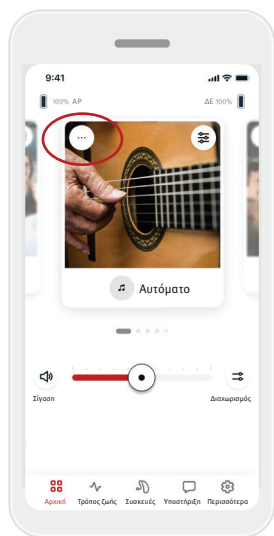 9:41
100% ΑΡ
ΔΕ 100%
Αυτόματο
Σίγαση
Διαχωρισμός
Αρχική
Τρόπος ζωής
Συσκευές
Υποστήριξη
Περισσότερα